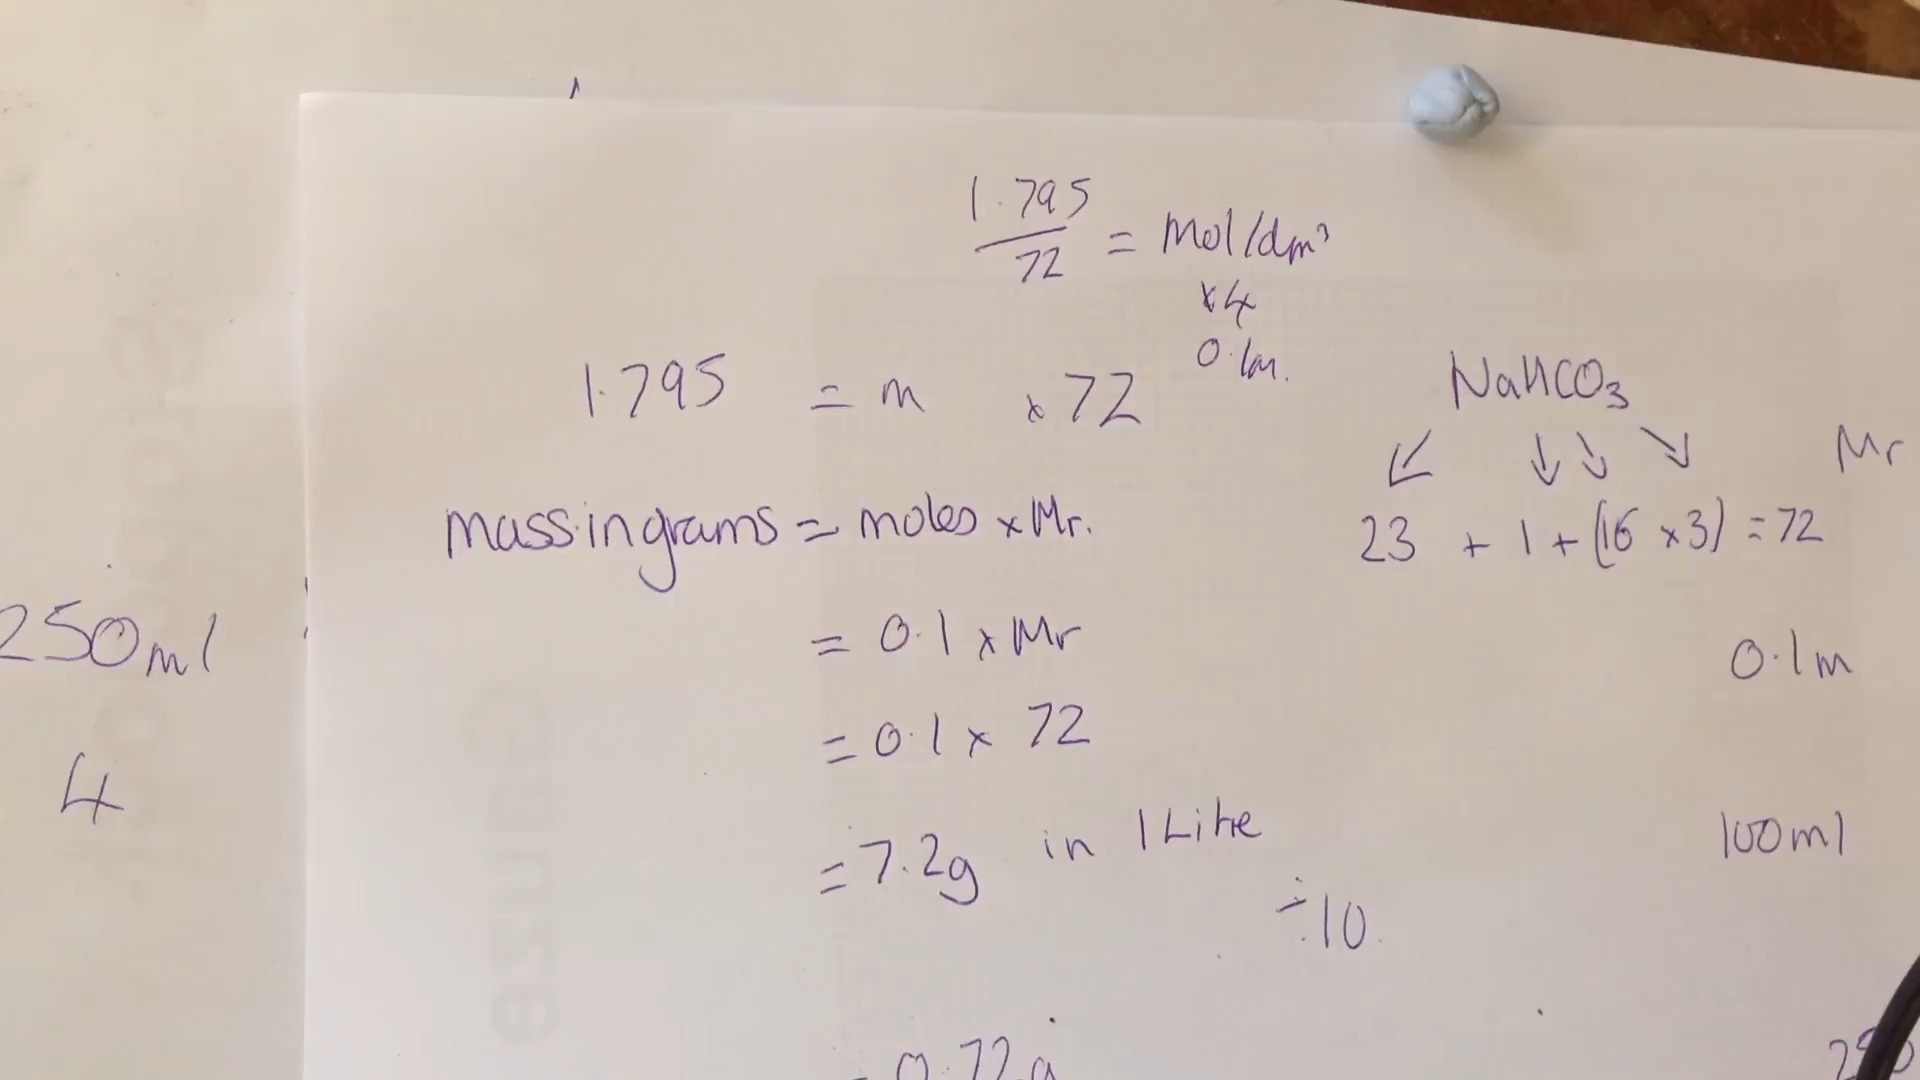 1.795
72
= mol/dm³
x4
0.1m.
1.795 = m x 72
NaHCO3
Mr
mass in grams = moles x Mr.
23 + 1 + (16 x 3) = 72
= 0.1 x Mr
0.1m
250ml
= 0.1 x 72
4
= 7.2g in 1 Litre
100ml
÷10.
= 0.72g